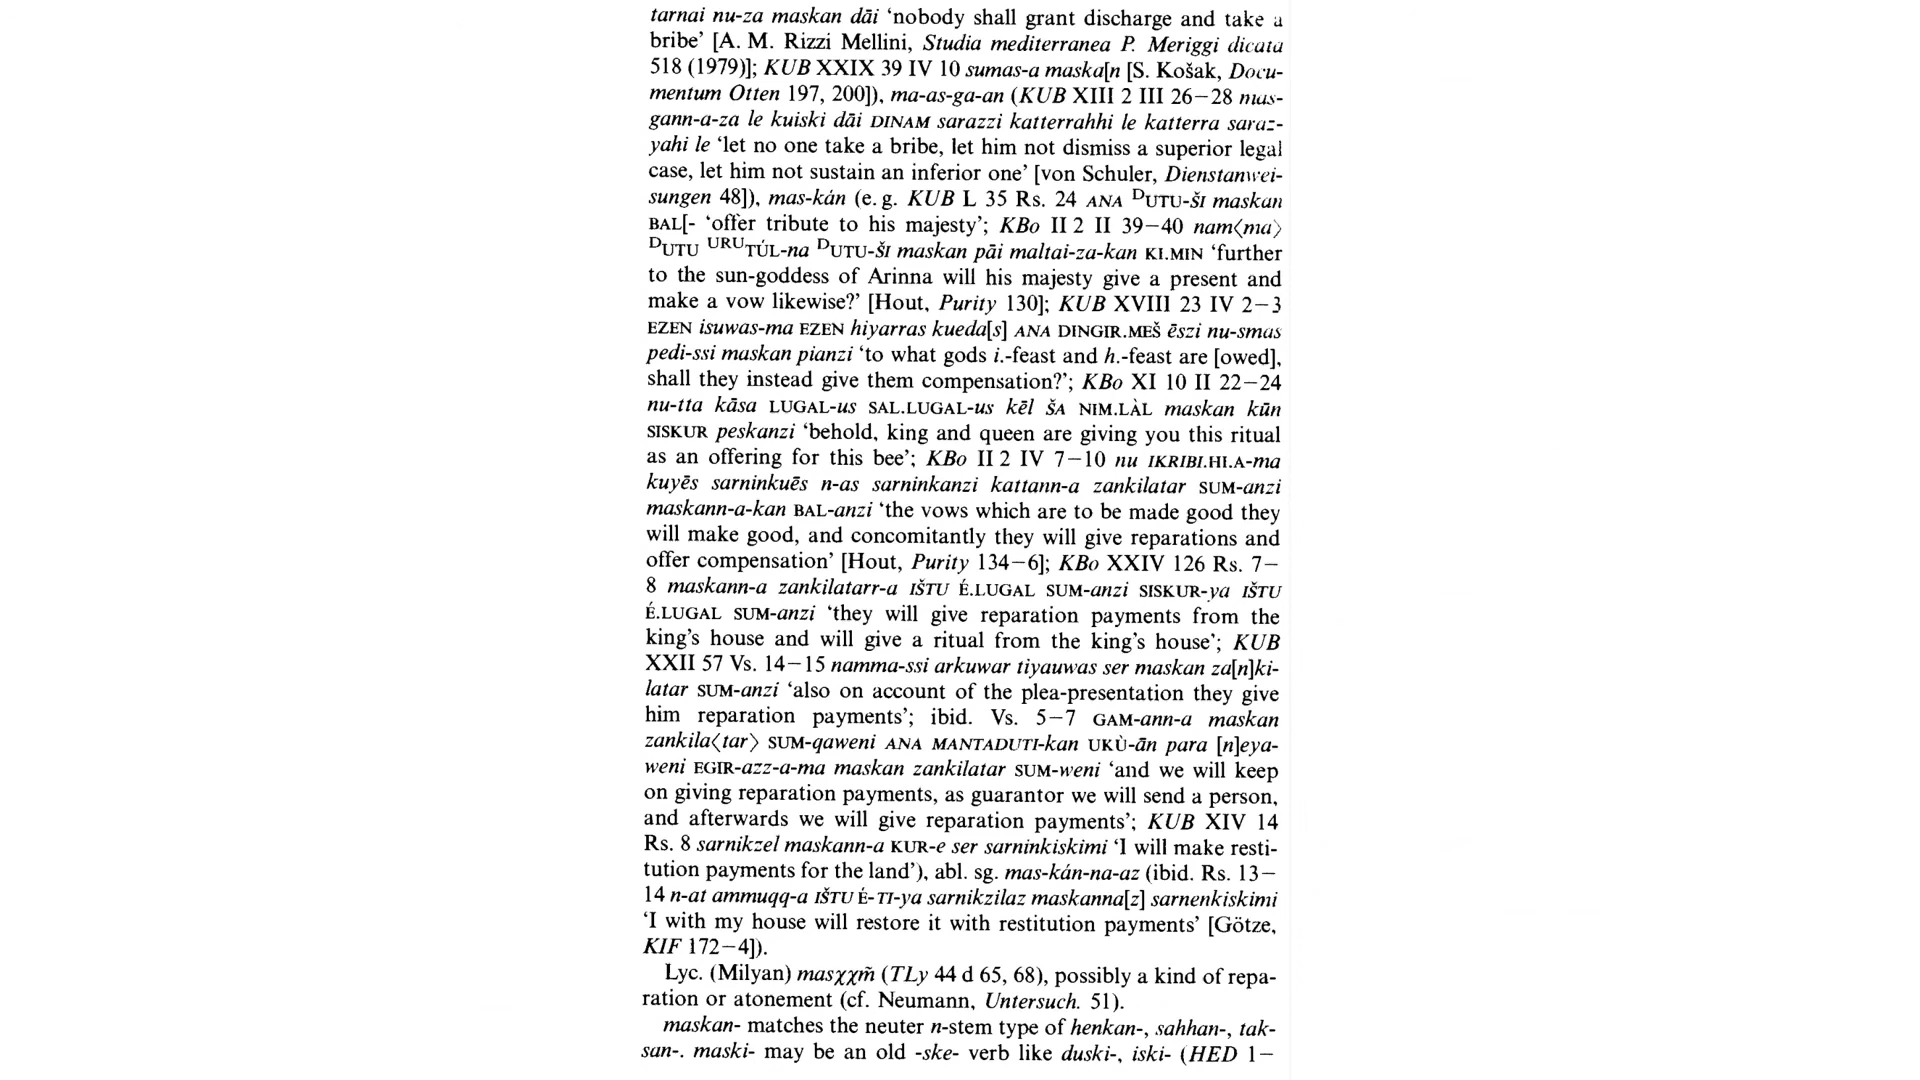 tarnai nu-za maskan dāi ‘nobody shall grant discharge and take a
bribe’ [A. M. Rizzi Mellini, Studia mediterranea P. Meriggi dicata
518 (1979)]; KUB XXIX 39 IV 10 sumas-a maska[n [S. Košak, Docu-
mentum Otten 197, 200]), ma-as-ga-an (KUB XIII 2 III 26–28 mas-
gann-a-za le kuiski dāi DINAM sarazzi katterrahhi le katterra saraz-
yahi le ‘let no one take a bribe, let him not dismiss a superior legal
case, let him not sustain an inferior one’ [von Schuler, Dienstanwei-
sungen 48]), mas-kán (e. g. KUB L 35 Rs. 24 ANA ᴰUTU-ŠI maskan
BAL[- ‘offer tribute to his majesty’; KBo II 2 II 39–40 nam〈ma〉
ᴰUTU ᵁᴿᵁTÚL-na ᴰUTU-ŠI maskan pāi maltai-za-kan KI.MIN ‘further
to the sun-goddess of Arinna will his majesty give a present and
make a vow likewise?’ [Hout, Purity 130]; KUB XVIII 23 IV 2–3
EZEN isuwas-ma EZEN hiyarras kueda[s] ANA DINGIR.MEŠ ēszi nu-smas
pedi-ssi maskan pianzi ‘to what gods i.-feast and h.-feast are [owed],
shall they instead give them compensation?’; KBo XI 10 II 22–24
nu-tta kāsa LUGAL-us SAL.LUGAL-us kēl ŠA NIM.LÀL maskan kūn
SISKUR peskanzi ‘behold, king and queen are giving you this ritual
as an offering for this bee’; KBo II 2 IV 7–10 nu IKRIBI.HI.A-ma
kuyēs sarninkuēs n-as sarninkanzi kattann-a zankilatar SUM-anzi
maskann-a-kan BAL-anzi ‘the vows which are to be made good they
will make good, and concomitantly they will give reparations and
offer compensation’ [Hout, Purity 134–6]; KBo XXIV 126 Rs. 7–
8 maskann-a zankilatarr-a IŠTU É.LUGAL SUM-anzi SISKUR-ya IŠTU
É.LUGAL SUM-anzi ‘they will give reparation payments from the
king’s house and will give a ritual from the king’s house’; KUB
XXII 57 Vs. 14–15 namma-ssi arkuwar tiyauwas ser maskan za[n]ki-
latar SUM-anzi ‘also on account of the plea-presentation they give
him reparation payments’; ibid. Vs. 5–7 GAM-ann-a maskan
zankila〈tar〉 SUM-qaweni ANA MANTADUTI-kan UKÙ-ān para [n]eya-
weni EGIR-azz-a-ma maskan zankilatar SUM-weni ‘and we will keep
on giving reparation payments, as guarantor we will send a person,
and afterwards we will give reparation payments’; KUB XIV 14
Rs. 8 sarnikzel maskann-a KUR-e ser sarninkiskimi ‘I will make resti-
tution payments for the land’), abl. sg. mas-kán-na-az (ibid. Rs. 13–
14 n-at ammuqq-a IŠTU É-TI-ya sarnikzilaz maskanna[z] sarnenkiskimi
‘I with my house will restore it with restitution payments’ [Götze,
KIF 172–4]).
Lyc. (Milyan) masχχm̃ (TLy 44 d 65, 68), possibly a kind of repa-
ration or atonement (cf. Neumann, Untersuch. 51).
maskan- matches the neuter n-stem type of henkan-, sahhan-, tak-
san-. maski- may be an old -ske- verb like duski-, iski- (HED 1–